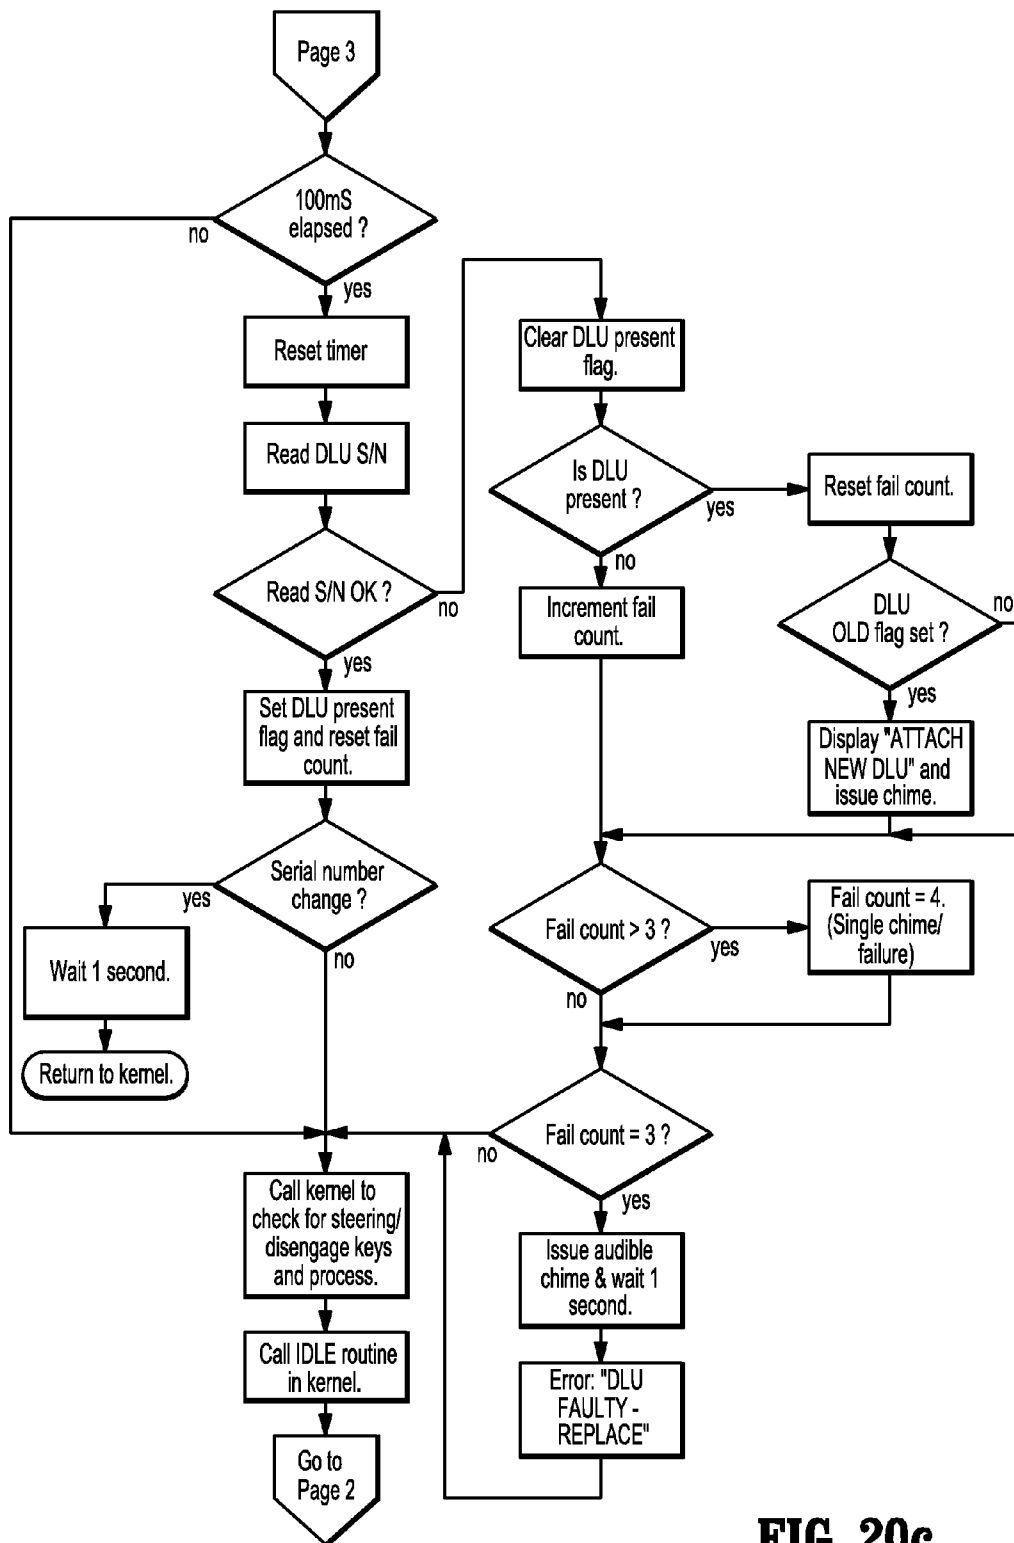 Page 3
100mS
elapsed ?
no
yes
Reset timer
Read DLU S/N
Read S/N OK ?
no
yes
Set DLU present
flag and reset fail
count.
Serial number
change ?
yes
no
Wait 1 second.
Return to kernel.
Call kernel to
check for steering/
disengage keys
and process.
Call IDLE routine
in kernel.
Go to
Page 2
Clear DLU present
flag.
Is DLU
present ?
yes
no
Increment fail
count.
Reset fail count.
DLU
OLD flag set ?
no
yes
Display "ATTACH
NEW DLU" and
issue chime.
Fail count > 3 ?
yes
no
Fail count = 4.
(Single chime/
failure)
Fail count = 3 ?
no
yes
Issue audible
chime & wait 1
second.
Error: "DLU
FAULTY -
REPLACE"
FIG. 20c